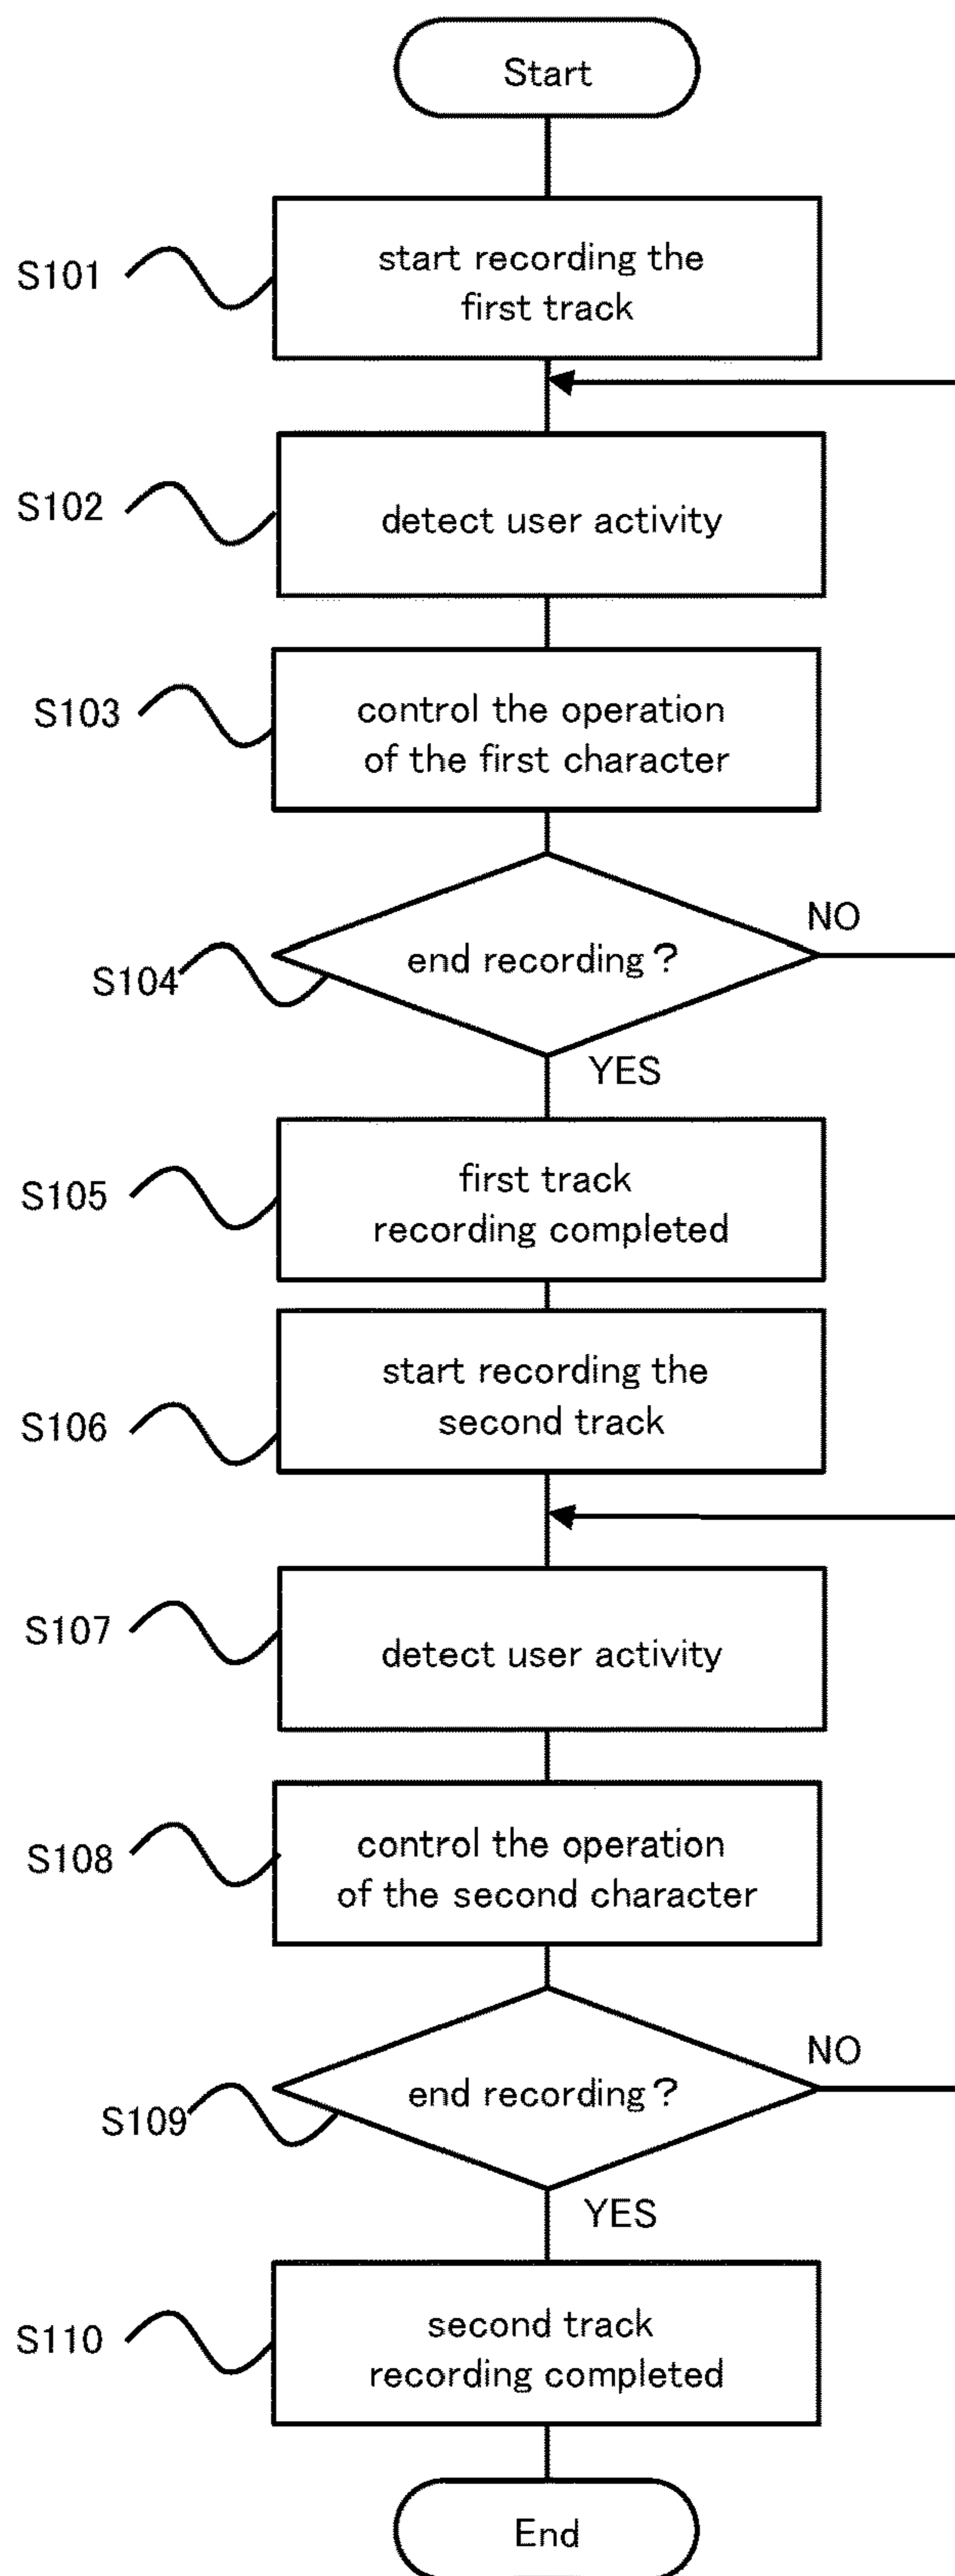 Start
S101
start recording the
first track
S102
detect user activity
S103
control the operation
of the first character
S104
end recording?
NO
YES
S105
first track
recording completed
S106
start recording the
second track
S107
detect user activity
S108
control the operation
of the second character
S109
end recording?
NO
YES
S110
second track
recording completed
End